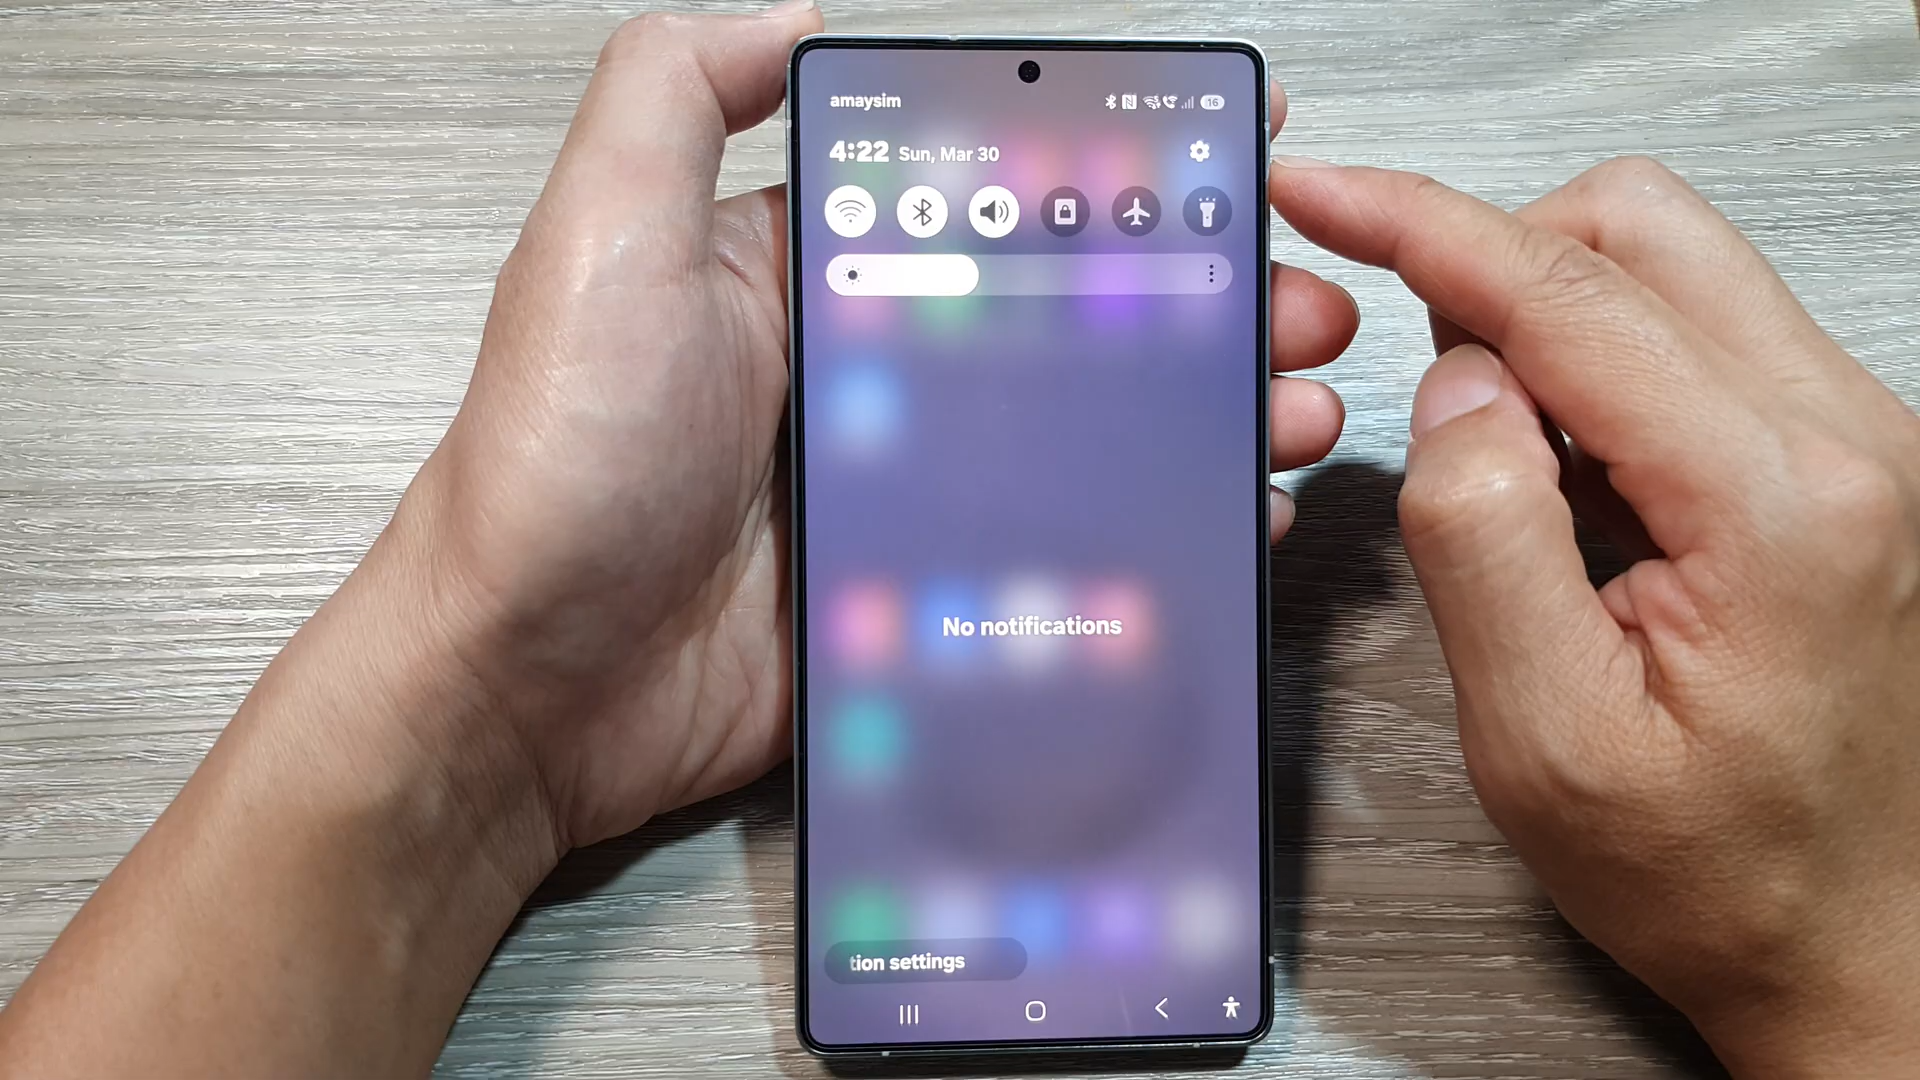 amaysim
16
4:22 Sun, Mar 30
No notifications
tion settings